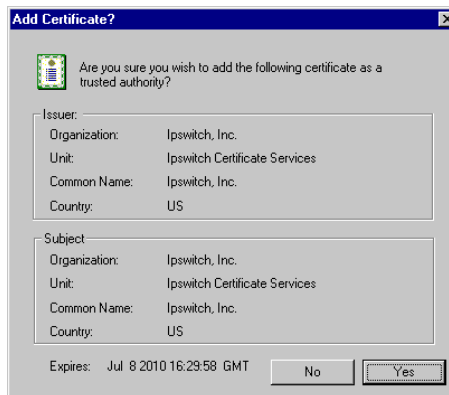 Add Certificate?
Are you sure you wish to add the following certificate as a
trusted authority?
Issuer:
Organization: Ipswitch, Inc.
Unit: Ipswitch Certificate Services
Common Name: Ipswitch, Inc.
Country: US
Subject
Organization: Ipswitch, Inc.
Unit: Ipswitch Certificate Services
Common Name: Ipswitch, Inc.
Country: US
Expires: Jul 8 2010 16:29:58 GMT
No Yes